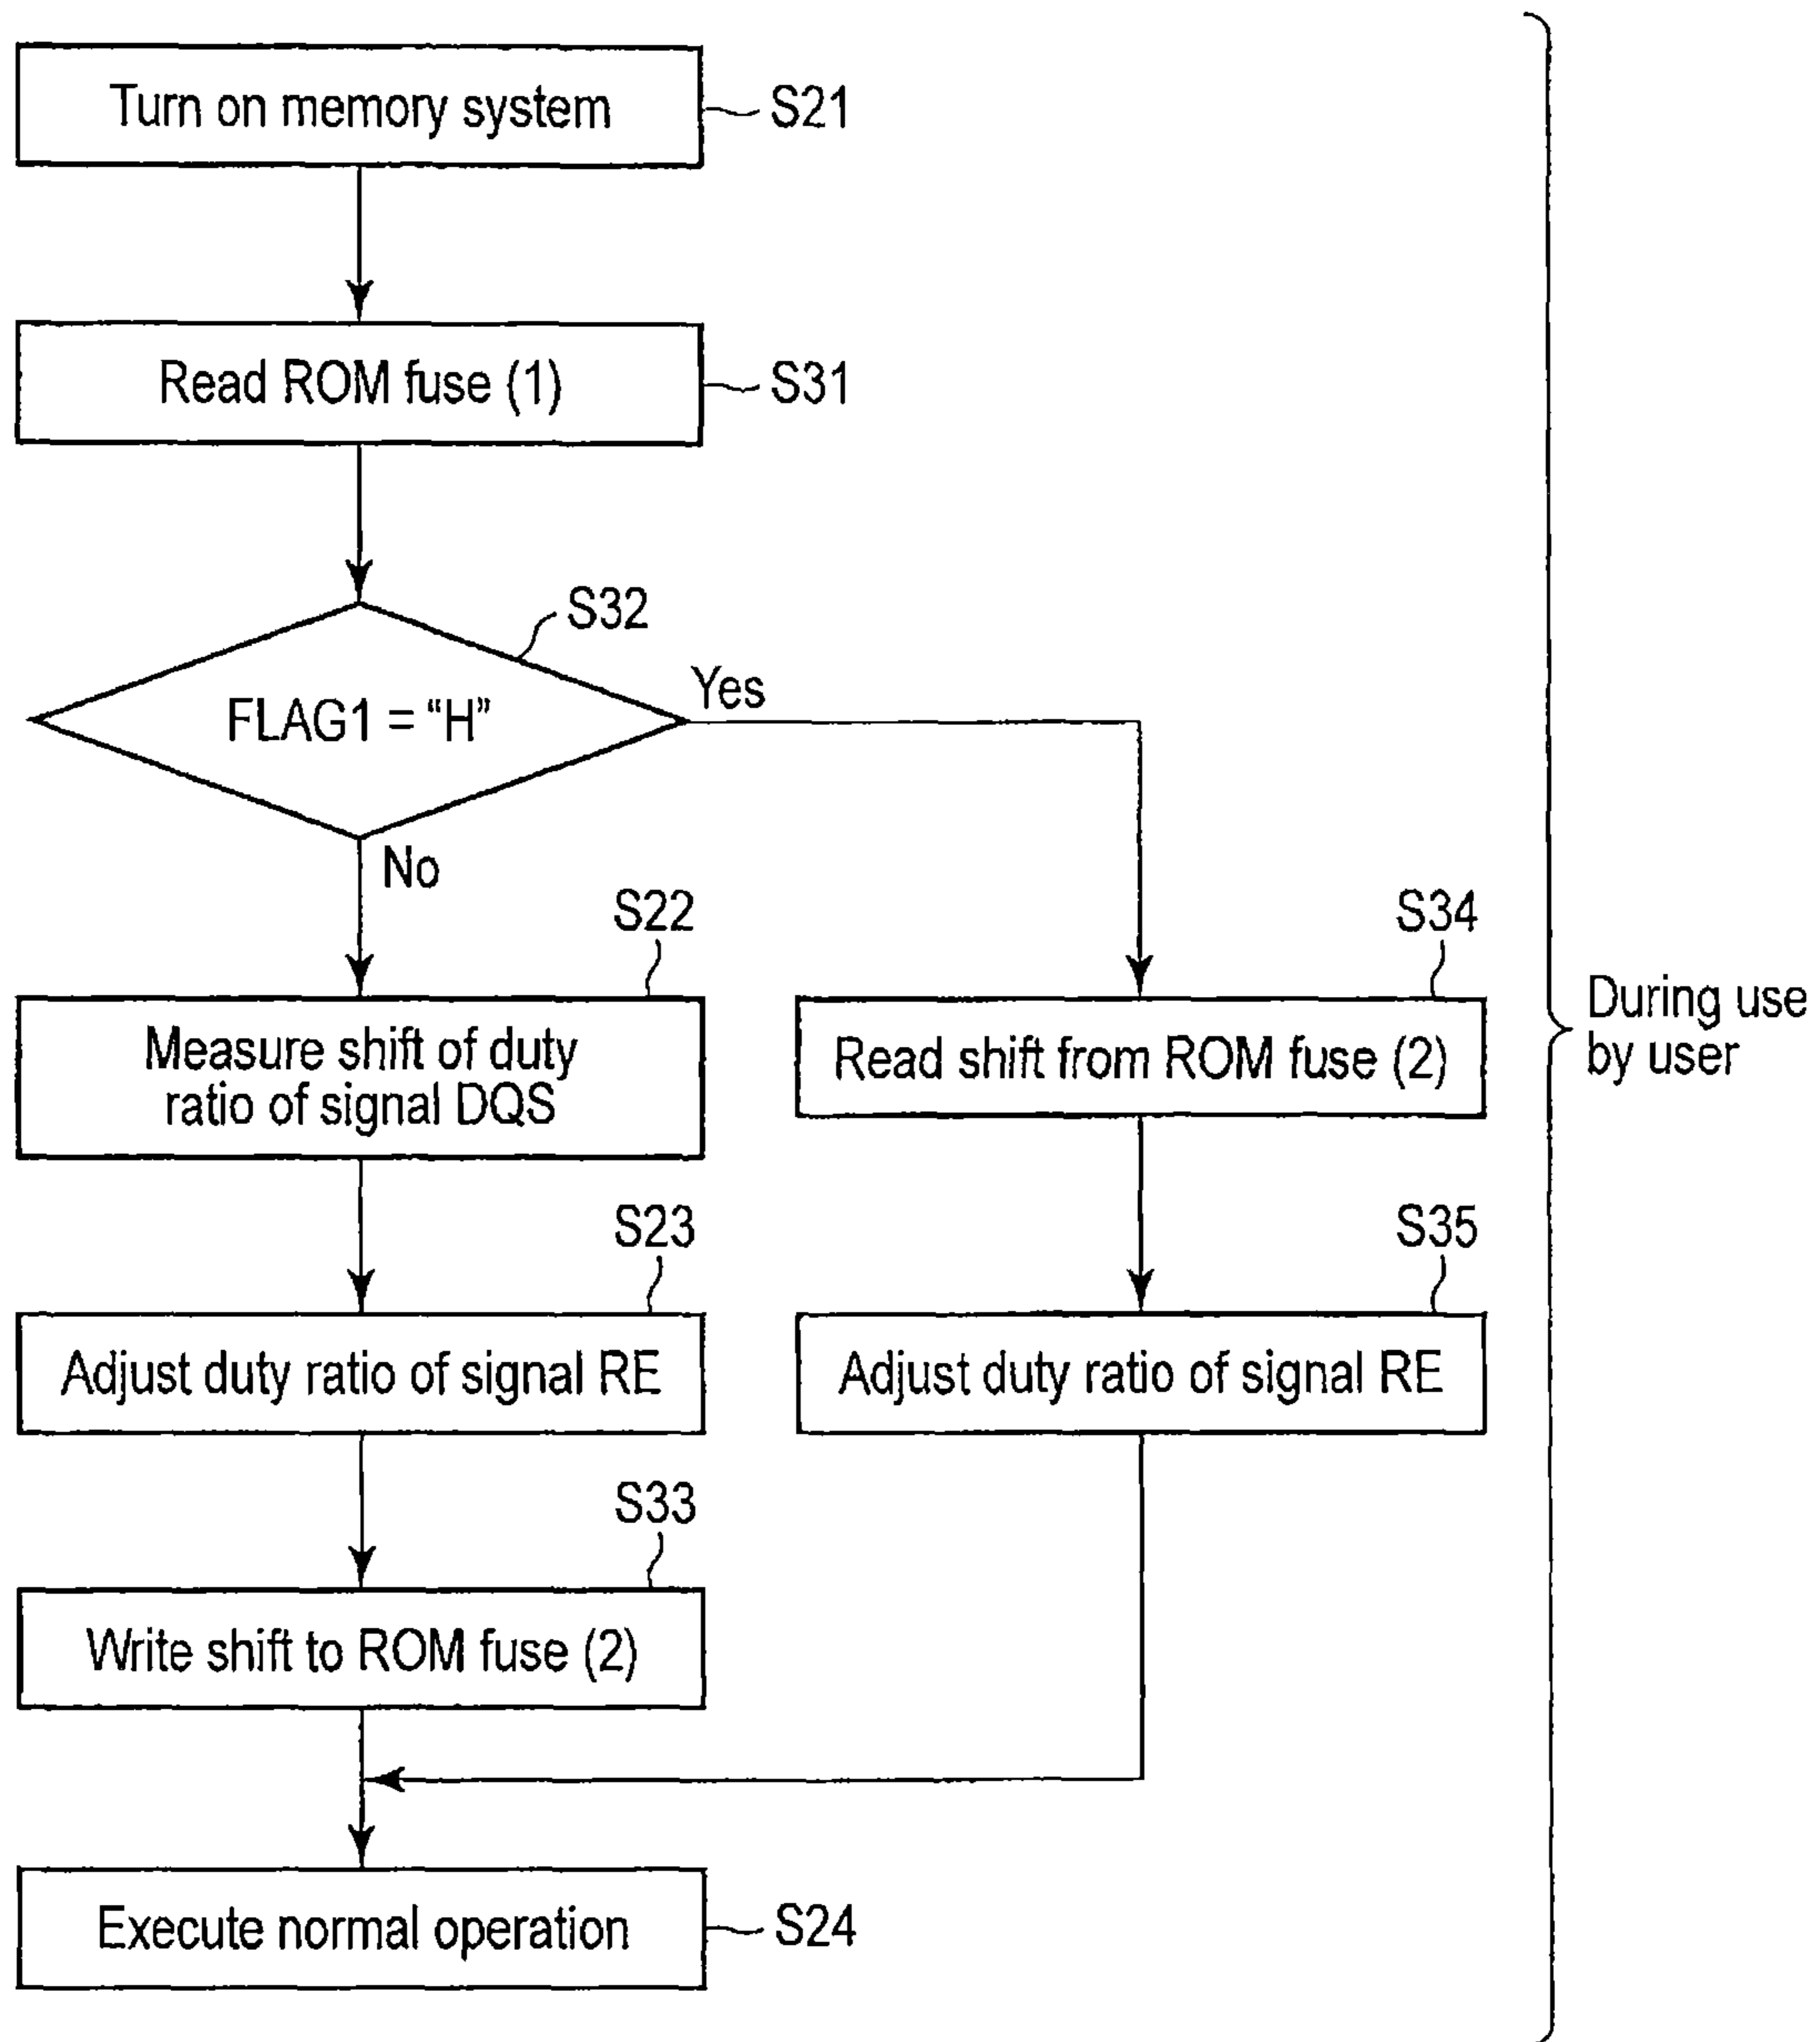 Turn on memory system
S21
Read ROM fuse (1)
S31
S32
FLAG1 = “H”
Yes
No
S22
Measure shift of duty
ratio of signal DQS
S34
Read shift from ROM fuse (2)
During use
by user
S23
Adjust duty ratio of signal RE
S35
Adjust duty ratio of signal RE
S33
Write shift to ROM fuse (2)
Execute normal operation
S24